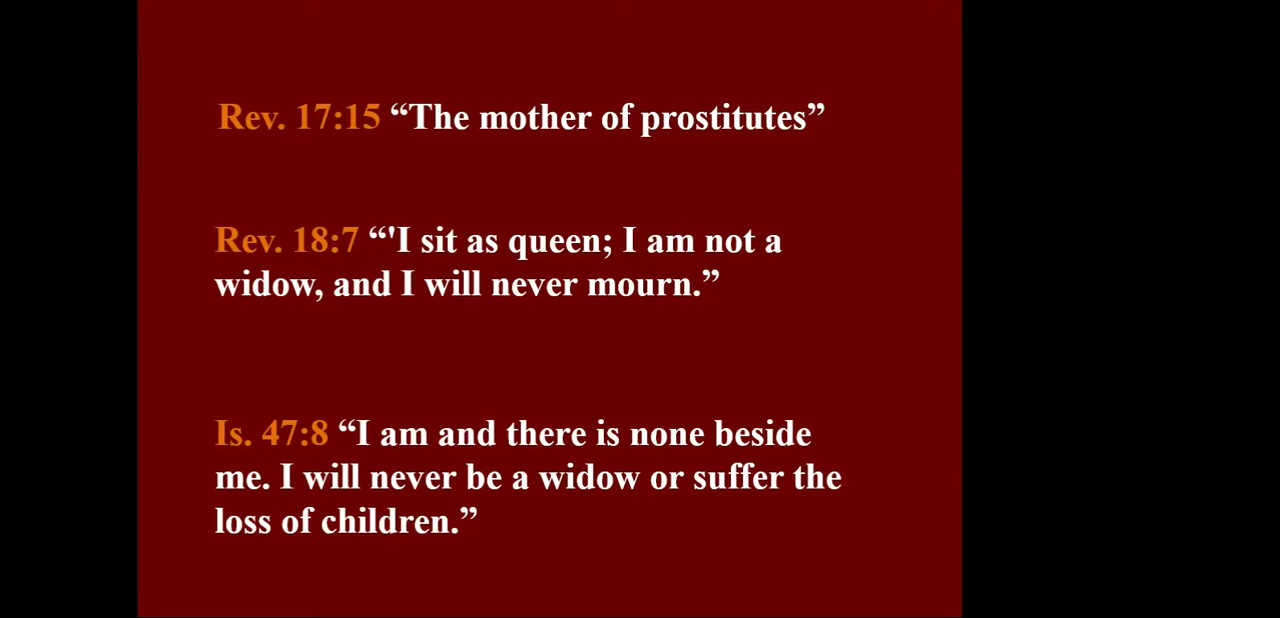 Rev. 17:15 “The mother of prostitutes”
Rev. 18:7 “'I sit as queen; I am not a
widow, and I will never mourn.”
Is. 47:8 “I am and there is none beside
me. I will never be a widow or suffer the
loss of children.”